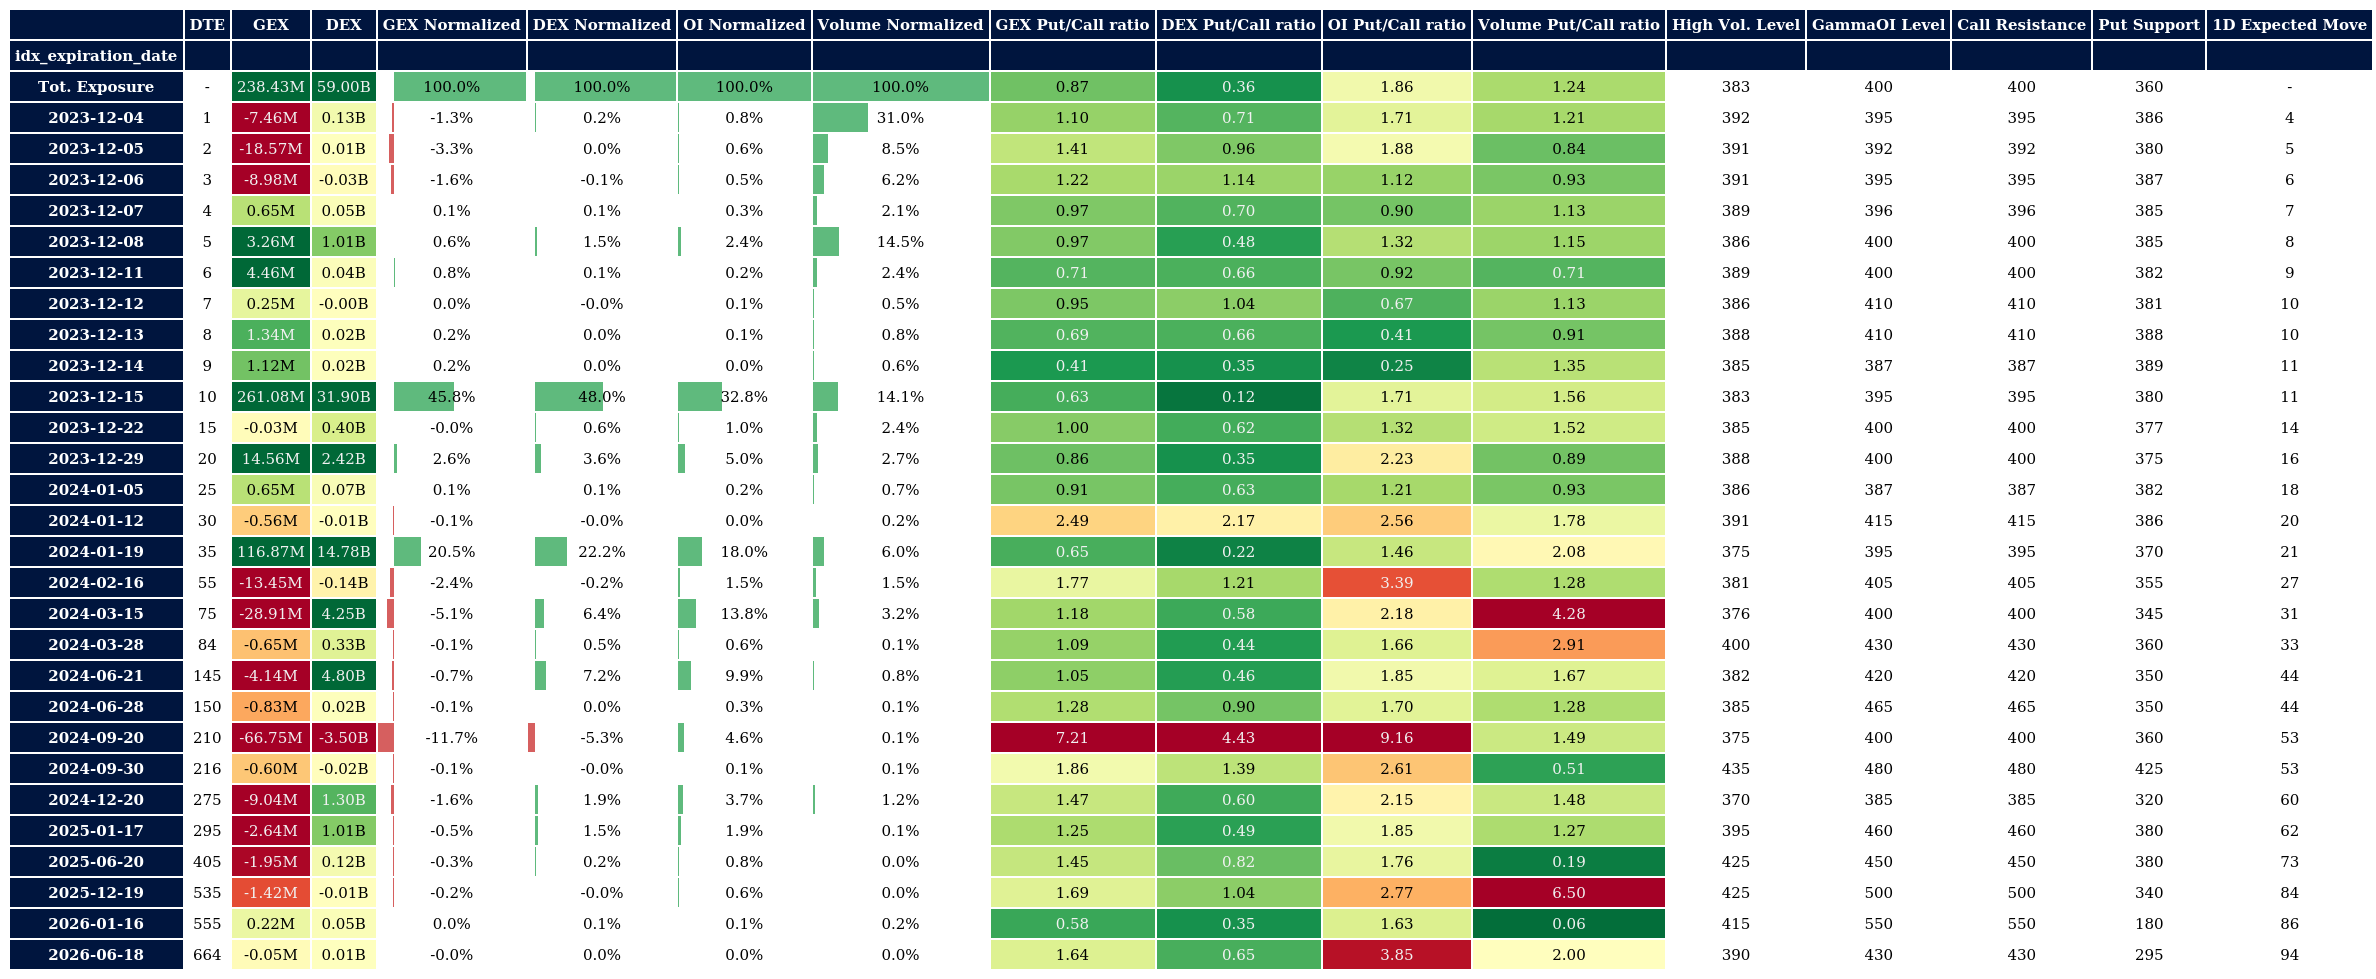 DTE GEX DEX GEX Normalized DEX Normalized OI Normalized Volume Normalized GEX Put/Call ratio DEX Put/Call ratio OI Put/Call ratio Volume Put/Call ratio High Vol. Level GammaOI Level Call Resistance Put Support 1D Expected Move
idx_expiration_date
Tot. Exposure - 238.43M 59.00B 100.0% 100.0% 100.0% 100.0% 0.87 0.36 1.86 1.24 383 400 400 360 -
2023-12-04 1 -7.46M 0.13B -1.3% 0.2% 0.8% 31.0% 1.10 0.71 1.71 1.21 392 395 395 386 4
2023-12-05 2 -18.57M 0.01B -3.3% 0.0% 0.6% 8.5% 1.41 0.96 1.88 0.84 391 392 392 380 5
2023-12-06 3 -8.98M -0.03B -1.6% -0.1% 0.5% 6.2% 1.22 1.14 1.12 0.93 391 395 395 387 6
2023-12-07 4 0.65M 0.05B 0.1% 0.1% 0.3% 2.1% 0.97 0.70 0.90 1.13 389 396 396 385 7
2023-12-08 5 3.26M 1.01B 0.6% 1.5% 2.4% 14.5% 0.97 0.48 1.32 1.15 386 400 400 385 8
2023-12-11 6 4.46M 0.04B 0.8% 0.1% 0.2% 2.4% 0.71 0.66 0.92 0.71 389 400 400 382 9
2023-12-12 7 0.25M -0.00B 0.0% -0.0% 0.1% 0.5% 0.95 1.04 0.67 1.13 386 410 410 381 10
2023-12-13 8 1.34M 0.02B 0.2% 0.0% 0.1% 0.8% 0.69 0.66 0.41 0.91 388 410 410 388 10
2023-12-14 9 1.12M 0.02B 0.2% 0.0% 0.0% 0.6% 0.41 0.35 0.25 1.35 385 387 387 389 11
2023-12-15 10 261.08M 31.90B 45.8% 48.0% 32.8% 14.1% 0.63 0.12 1.71 1.56 383 395 395 380 11
2023-12-22 15 -0.03M 0.40B -0.0% 0.6% 1.0% 2.4% 1.00 0.62 1.32 1.52 385 400 400 377 14
2023-12-29 20 14.56M 2.42B 2.6% 3.6% 5.0% 2.7% 0.86 0.35 2.23 0.89 388 400 400 375 16
2024-01-05 25 0.65M 0.07B 0.1% 0.1% 0.2% 0.7% 0.91 0.63 1.21 0.93 386 387 387 382 18
2024-01-12 30 -0.56M -0.01B -0.1% -0.0% 0.0% 0.2% 2.49 2.17 2.56 1.78 391 415 415 386 20
2024-01-19 35 116.87M 14.78B 20.5% 22.2% 18.0% 6.0% 0.65 0.22 1.46 2.08 375 395 395 370 21
2024-02-16 55 -13.45M -0.14B -2.4% -0.2% 1.5% 1.5% 1.77 1.21 3.39 1.28 381 405 405 355 27
2024-03-15 75 -28.91M 4.25B -5.1% 6.4% 13.8% 3.2% 1.18 0.58 2.18 4.28 376 400 400 345 31
2024-03-28 84 -0.65M 0.33B -0.1% 0.5% 0.6% 0.1% 1.09 0.44 1.66 2.91 400 430 430 360 33
2024-06-21 145 -4.14M 4.80B -0.7% 7.2% 9.9% 0.8% 1.05 0.46 1.85 1.67 382 420 420 350 44
2024-06-28 150 -0.83M 0.02B -0.1% 0.0% 0.3% 0.1% 1.28 0.90 1.70 1.28 385 465 465 350 44
2024-09-20 210 -66.75M -3.50B -11.7% -5.3% 4.6% 0.1% 7.21 4.43 9.16 1.49 375 400 400 360 53
2024-09-30 216 -0.60M -0.02B -0.1% -0.0% 0.1% 0.1% 1.86 1.39 2.61 0.51 435 480 480 425 53
2024-12-20 275 -9.04M 1.30B -1.6% 1.9% 3.7% 1.2% 1.47 0.60 2.15 1.48 370 385 385 320 60
2025-01-17 295 -2.64M 1.01B -0.5% 1.5% 1.9% 0.1% 1.25 0.49 1.85 1.27 395 460 460 380 62
2025-06-20 405 -1.95M 0.12B -0.3% 0.2% 0.8% 0.0% 1.45 0.82 1.76 0.19 425 450 450 380 73
2025-12-19 535 -1.42M -0.01B -0.2% -0.0% 0.6% 0.0% 1.69 1.04 2.77 6.50 425 500 500 340 84
2026-01-16 555 0.22M 0.05B 0.0% 0.1% 0.1% 0.2% 0.58 0.35 1.63 0.06 415 550 550 180 86
2026-06-18 664 -0.05M 0.01B -0.0% 0.0% 0.0% 0.0% 1.64 0.65 3.85 2.00 390 430 430 295 94